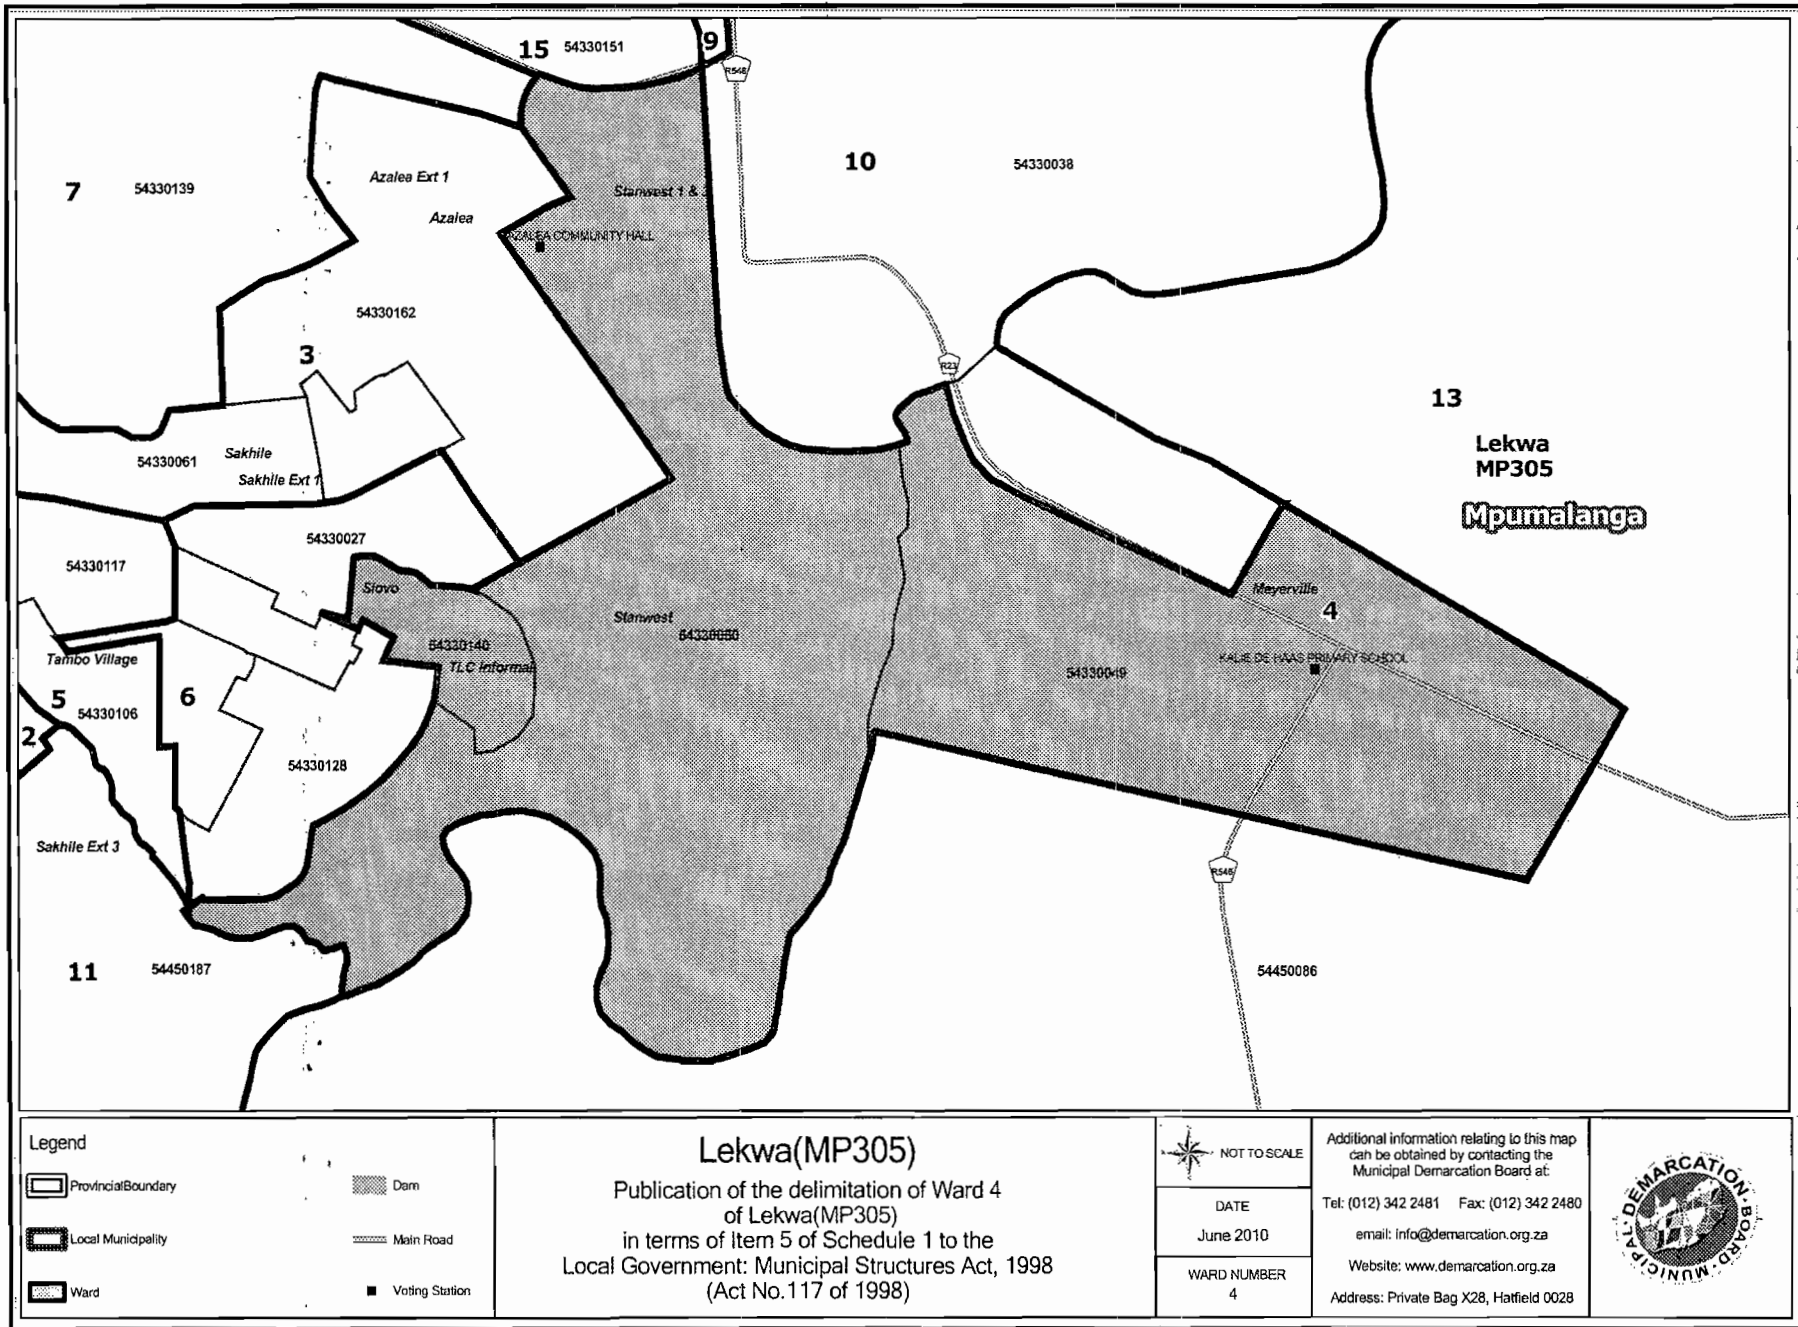 15 54330151
9
R546
10 54330038
7 54330139
Azalea Ext 1
Azalea
Stanwest 1 &
AZALEA COMMUNITY HALL
54330162
3
R23
13
Lekwa
MP305
Mpumalanga
54330061
Sakhile
Sakhile Ext 1
54330027
54330117
Slovo
Stanwest
54330140
TLC Informal
Meyerville
4
KALIE DE HAAS PRIMARY SCHOOL
54330049
Tambo Village
5
54330106
6
2
54330128
Sakhile Ext 3
R546
11 54450187
54450086
Legend
ProvincialBoundary
Local Municipality
Ward
Dam
Main Road
Voting Station
Lekwa(MP305)
Publication of the delimitation of Ward 4
of Lekwa(MP305)
in terms of Item 5 of Schedule 1 to the
Local Government: Municipal Structures Act, 1998
(Act No.117 of 1998)
NOT TO SCALE
DATE
June 2010
WARD NUMBER
4
Additional information relating to this map
can be obtained by contacting the
Municipal Demarcation Board at:
Tel: (012) 342 2481 Fax: (012) 342 2480
email: info@demarcation.org.za
Website: www.demarcation.org.za
Address: Private Bag X28, Hatfield 0028
MUNICIPAL DEMARCATION BOARD